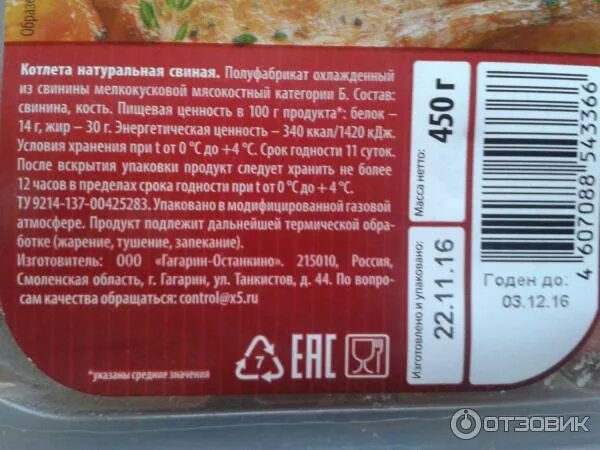 Образе
Котлета натуральная свиная. Полуфабрикат охлажденный
из свинины мелкокусковой мясокостный категории Б. Состав:
свинина, кость. Пищевая ценность в 100 г продукта*: белок –
14 г, жир – 30 г. Энергетическая ценность – 340 ккал/1420 кДж.
Условия хранения при t от 0 °C до +4 °C. Срок годности 11 суток.
После вскрытия упаковки продукт следует хранить не более
12 часов в пределах срока годности при t от 0 °C до + 4 °C.
ТУ 9214-137-00425283. Упаковано в модифицированной газовой
атмосфере. Продукт подлежит дальнейшей термической обра-
ботке (жарение, тушение, запекание).
Изготовитель: ООО «Гагарин-Останкино». 215010, Россия,
Смоленская область, г. Гагарин, ул. Танкистов, д. 44. По вопро-
сам качества обращаться: control@x5.ru
7
EAC
*указаны средние значения
Масса нетто:
450 г
Изготовлено и упаковано:
22.11.16
4 607088 543366
Годен до:
03.12.16
ОТЗОВИК